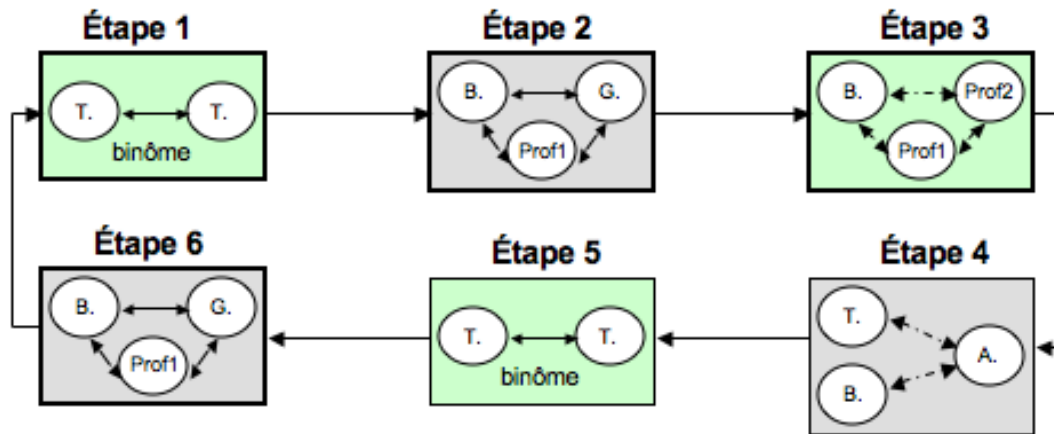 Étape 1
T. T.
binôme
Étape 2
B. G.
Prof1
Étape 3
B. Prof2
Prof1
Étape 4
T.
A.
B.
Étape 5
T. T.
binôme
Étape 6
B. G.
Prof1